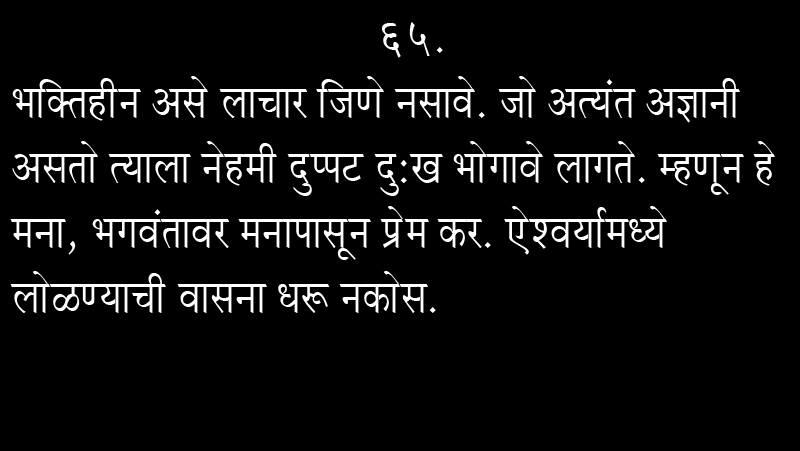 ६५.
भक्तिहीन असे लाचार जिणे नसावे. जो अत्यंत अज्ञानी
असतो त्याला नेहमी दुप्पट दुःख भोगावे लागते. म्हणून हे
मना, भगवंतावर मनापासून प्रेम कर. ऐश्वर्यामध्ये
लोळण्याची वासना धरू नकोस.